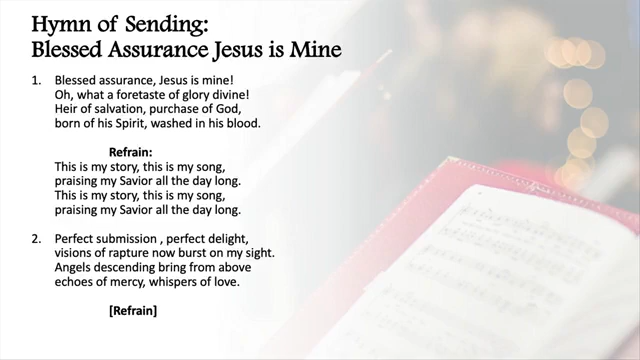 Hymn of Sending:
Blessed Assurance Jesus is Mine
1. Blessed assurance, Jesus is mine!
Oh, what a foretaste of glory divine!
Heir of salvation, purchase of God,
born of his Spirit, washed in his blood.
Refrain:
This is my story, this is my song,
praising my Savior all the day long.
This is my story, this is my song,
praising my Savior all the day long.
2. Perfect submission , perfect delight,
visions of rapture now burst on my sight.
Angels descending bring from above
echoes of mercy, whispers of love.
[Refrain]